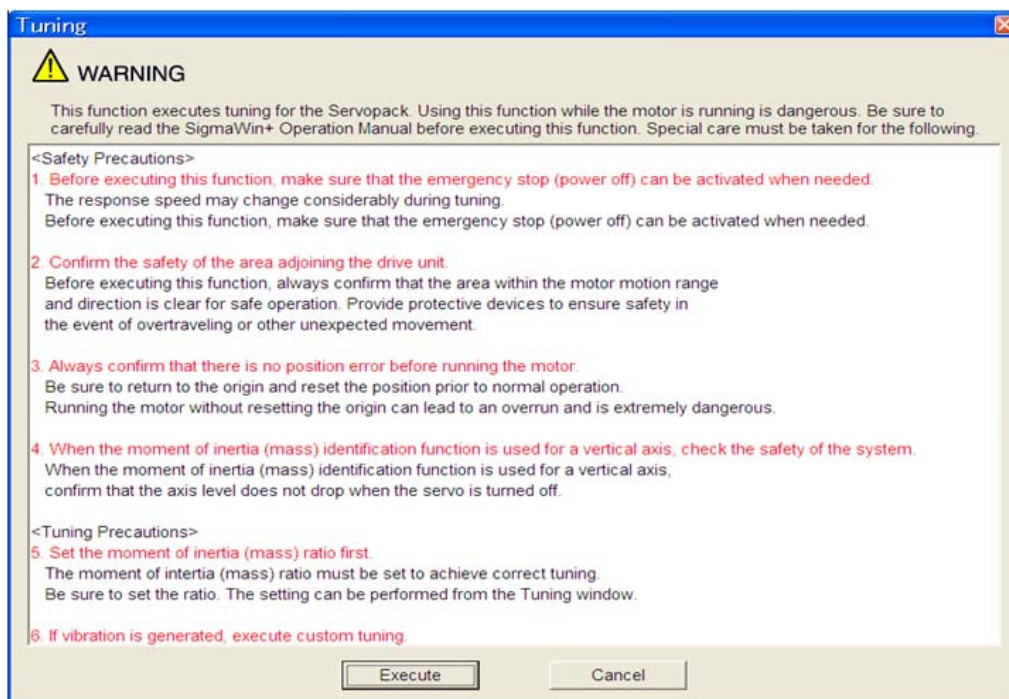 Tuning
WARNING
This function executes tuning for the Servopack. Using this function while the motor is running is dangerous. Be sure to
carefully read the SigmaWin+ Operation Manual before executing this function. Special care must be taken for the following.
<Safety Precautions>
1. Before executing this function, make sure that the emergency stop (power off) can be activated when needed.
The response speed may change considerably during tuning.
Before executing this function, make sure that the emergency stop (power off) can be activated when needed.
2. Confirm the safety of the area adjoining the drive unit.
Before executing this function, always confirm that the area within the motor motion range
and direction is clear for safe operation. Provide protective devices to ensure safety in
the event of overtraveling or other unexpected movement.
3. Always confirm that there is no position error before running the motor.
Be sure to return to the origin and reset the position prior to normal operation.
Running the motor without resetting the origin can lead to an overrun and is extremely dangerous.
4. When the moment of inertia (mass) identification function is used for a vertical axis, check the safety of the system.
When the moment of inertia (mass) identification function is used for a vertical axis,
confirm that the axis level does not drop when the servo is turned off.
<Tuning Precautions>
5. Set the moment of inertia (mass) ratio first.
The moment of intertia (mass) ratio must be set to achieve correct tuning.
Be sure to set the ratio. The setting can be performed from the Tuning window.
6. If vibration is generated, execute custom tuning.
Execute
Cancel